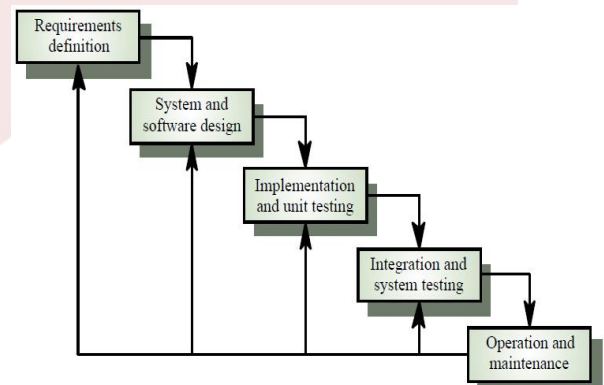 Requirements
definition
System and
software design
Implementation
and unit testing
Integration and
system testing
Operation and
maintenance